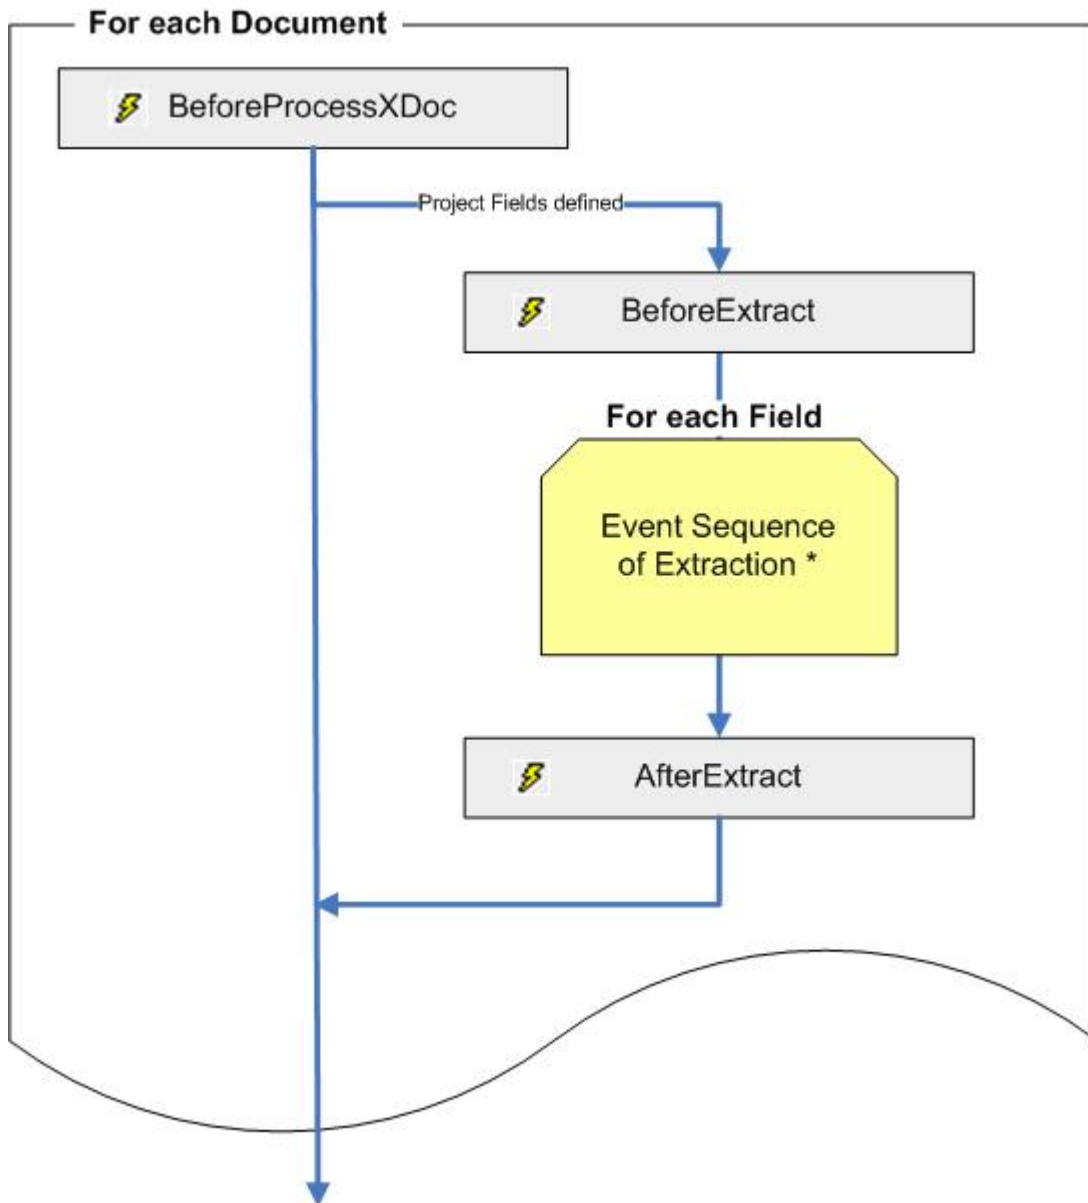 For each Document
BeforeProcessXDoc
Project Fields defined
BeforeExtract
For each Field
Event Sequence
of Extraction *
AfterExtract